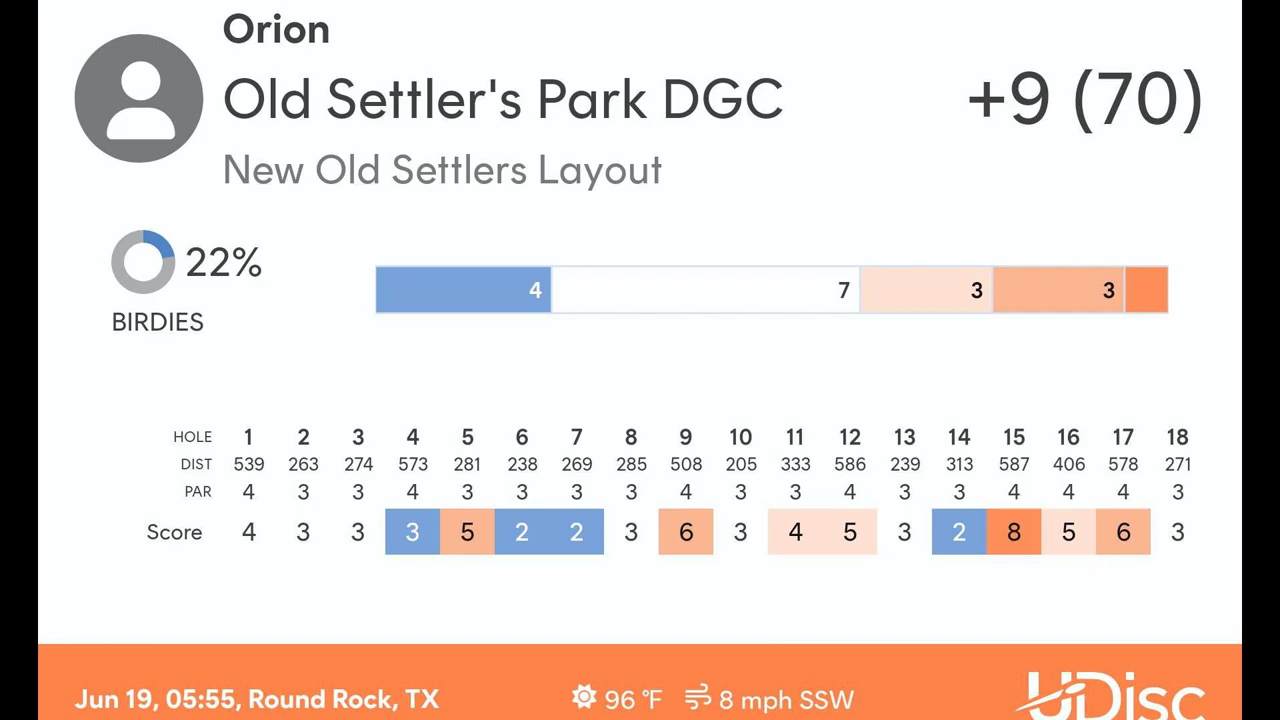 Orion
Old Settler's Park DGC
+9 (70)
New Old Settlers Layout
22%
BIRDIES
4 7 3 3
HOLE 1 2 3 4 5 6 7 8 9 10 11 12 13 14 15 16 17 18
DIST 539 263 274 573 281 238 269 285 508 205 333 586 239 313 587 406 578 271
PAR 4 3 3 4 3 3 3 3 4 3 3 4 3 3 4 4 4 3
Score 4 3 3 3 5 2 2 3 6 3 4 5 3 2 8 5 6 3
Jun 19, 05:55, Round Rock, TX 96 °F 8 mph SSW UDisc